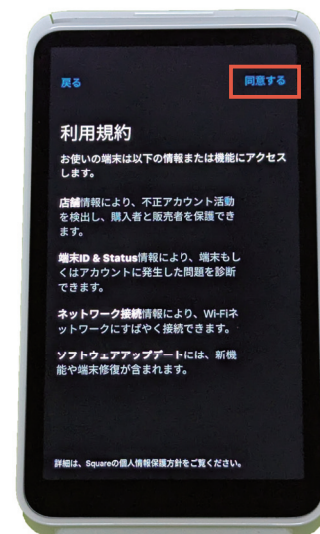 戻る 同意する
利用規約
お使いの端末は以下の情報または機能にアクセス
します。
店舗情報により、不正アカウント活動
を検出し、購入者と販売者を保護でき
ます。
端末ID & Status情報により、端末もし
くはアカウントに発生した問題を診断
できます。
ネットワーク接続情報により、Wi-Fiネ
ットワークにすばやく接続できます。
ソフトウェアアップデートには、新機
能や端末修復が含まれます。
詳細は、Squareの個人情報保護方針をご覧ください。